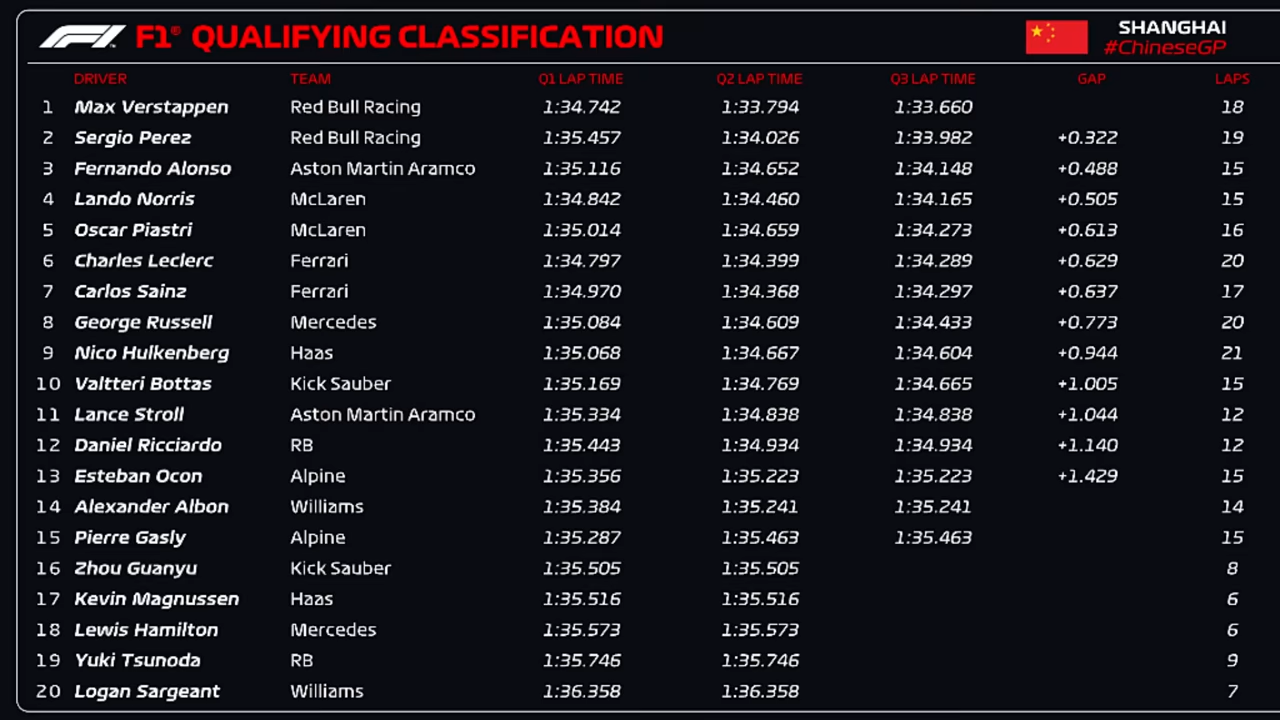 F1® QUALIFYING CLASSIFICATION SHANGHAI
#ChineseGP
DRIVER TEAM Q1 LAP TIME Q2 LAP TIME Q3 LAP TIME GAP LAPS
1 Max Verstappen Red Bull Racing 1:34.742 1:33.794 1:33.660 18
2 Sergio Perez Red Bull Racing 1:35.457 1:34.026 1:33.982 +0.322 19
3 Fernando Alonso Aston Martin Aramco 1:35.116 1:34.652 1:34.148 +0.488 15
4 Lando Norris McLaren 1:34.842 1:34.460 1:34.165 +0.505 15
5 Oscar Piastri McLaren 1:35.014 1:34.659 1:34.273 +0.613 16
6 Charles Leclerc Ferrari 1:34.797 1:34.399 1:34.289 +0.629 20
7 Carlos Sainz Ferrari 1:34.970 1:34.368 1:34.297 +0.637 17
8 George Russell Mercedes 1:35.084 1:34.609 1:34.433 +0.773 20
9 Nico Hulkenberg Haas 1:35.068 1:34.667 1:34.604 +0.944 21
10 Valtteri Bottas Kick Sauber 1:35.169 1:34.769 1:34.665 +1.005 15
11 Lance Stroll Aston Martin Aramco 1:35.334 1:34.838 1:34.838 +1.044 12
12 Daniel Ricciardo RB 1:35.443 1:34.934 1:34.934 +1.140 12
13 Esteban Ocon Alpine 1:35.356 1:35.223 1:35.223 +1.429 15
14 Alexander Albon Williams 1:35.384 1:35.241 1:35.241 14
15 Pierre Gasly Alpine 1:35.287 1:35.463 1:35.463 15
16 Zhou Guanyu Kick Sauber 1:35.505 1:35.505 8
17 Kevin Magnussen Haas 1:35.516 1:35.516 6
18 Lewis Hamilton Mercedes 1:35.573 1:35.573 6
19 Yuki Tsunoda RB 1:35.746 1:35.746 9
20 Logan Sargeant Williams 1:36.358 1:36.358 7